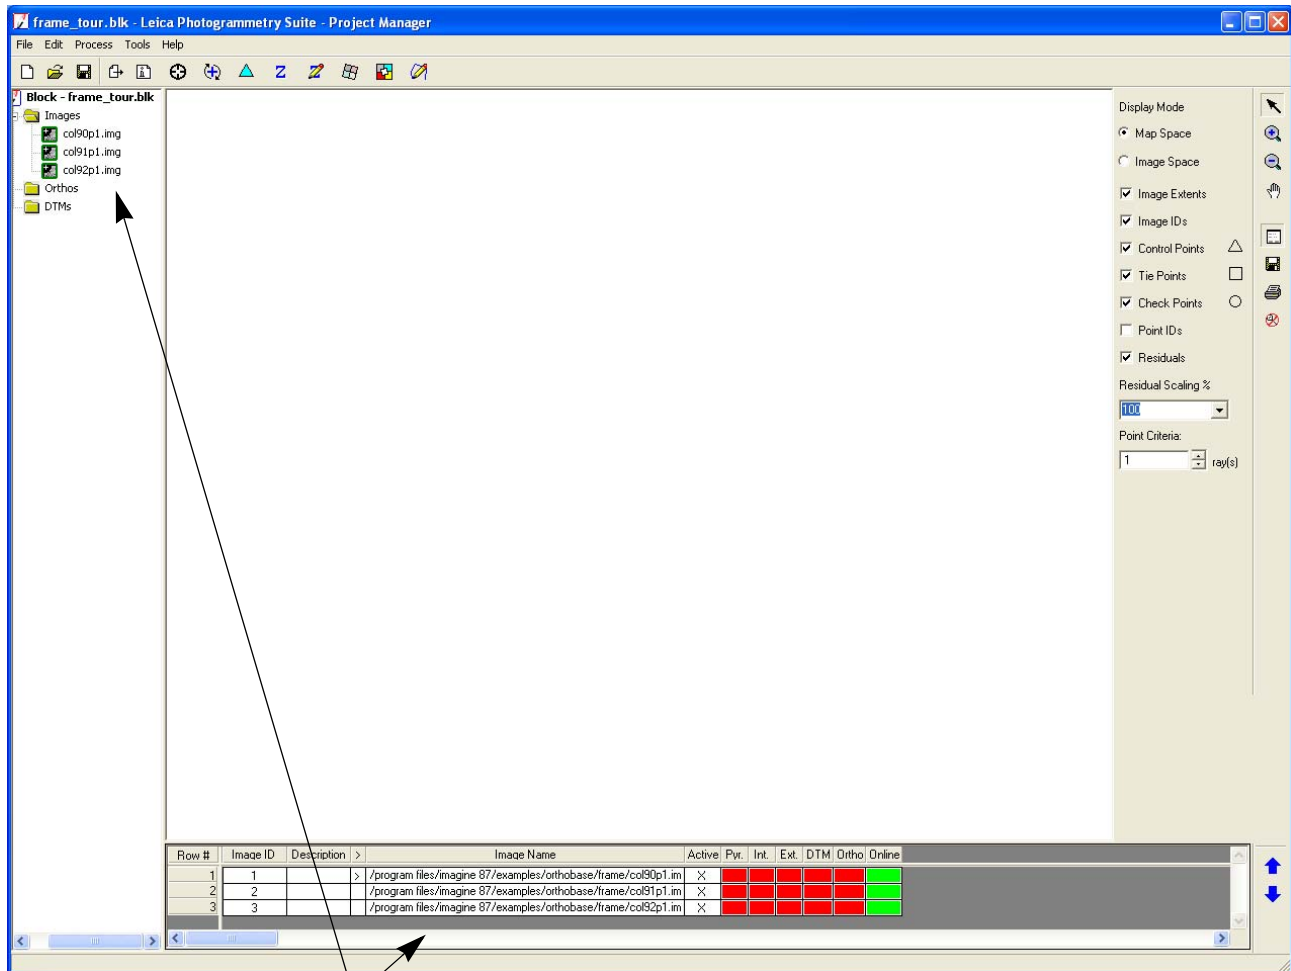 frame_tour.blk - Leica Photogrammetry Suite - Project Manager
File Edit Process Tools Help
Z Z
Block - frame_tour.blk
Images
col90p1.img
col91p1.img
col92p1.img
Orthos
DTMs
Display Mode
Map Space
Image Space
Image Extents
Image IDs
Control Points
Tie Points
Check Points
Point IDs
Residuals
Residual Scaling %
100
Point Criteria:
1 ray(s)
Row # Image ID Description > Image Name Active Pyr. Int. Ext. DTM Ortho Online
1 1 > /program files/imagine 87/examples/orthobase/frame/col90p1.im X
2 2 /program files/imagine 87/examples/orthobase/frame/col91p1.im X
3 3 /program files/imagine 87/examples/orthobase/frame/col92p1.im X